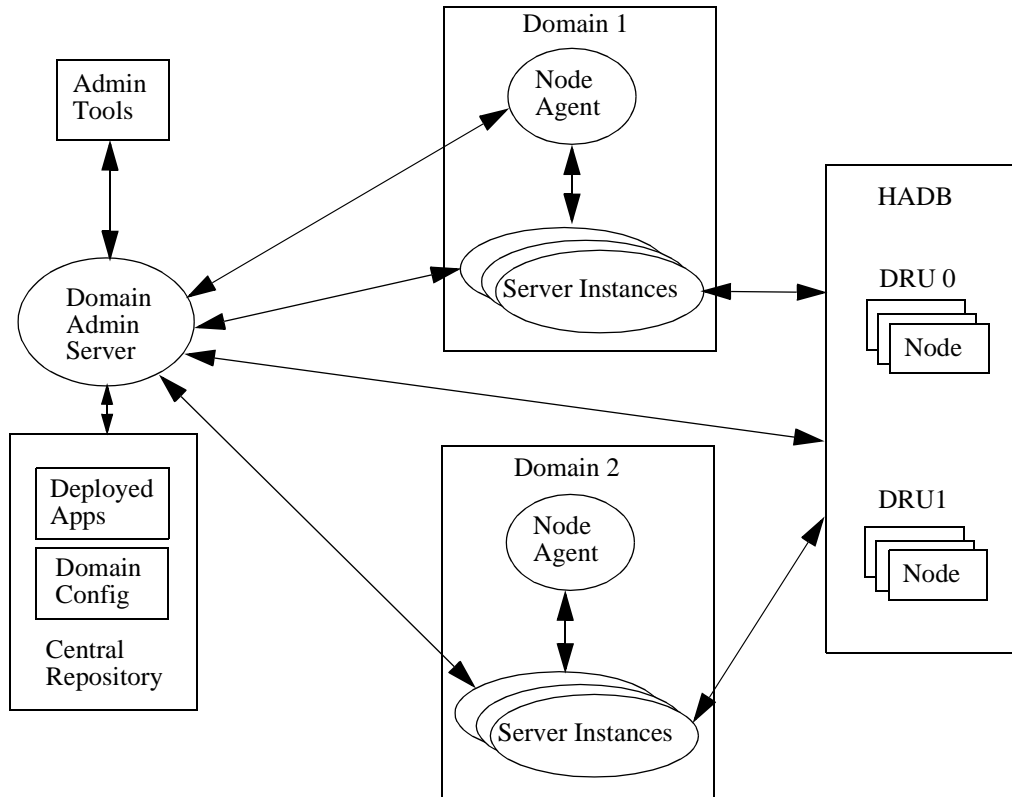 Admin
Tools
Domain
Admin
Server
Deployed
Apps
Domain
Config
Central
Repository
Domain 1
Node
Agent
Server Instances
Domain 2
Node
Agent
Server Instances
HADB
DRU 0
Node
DRU1
Node